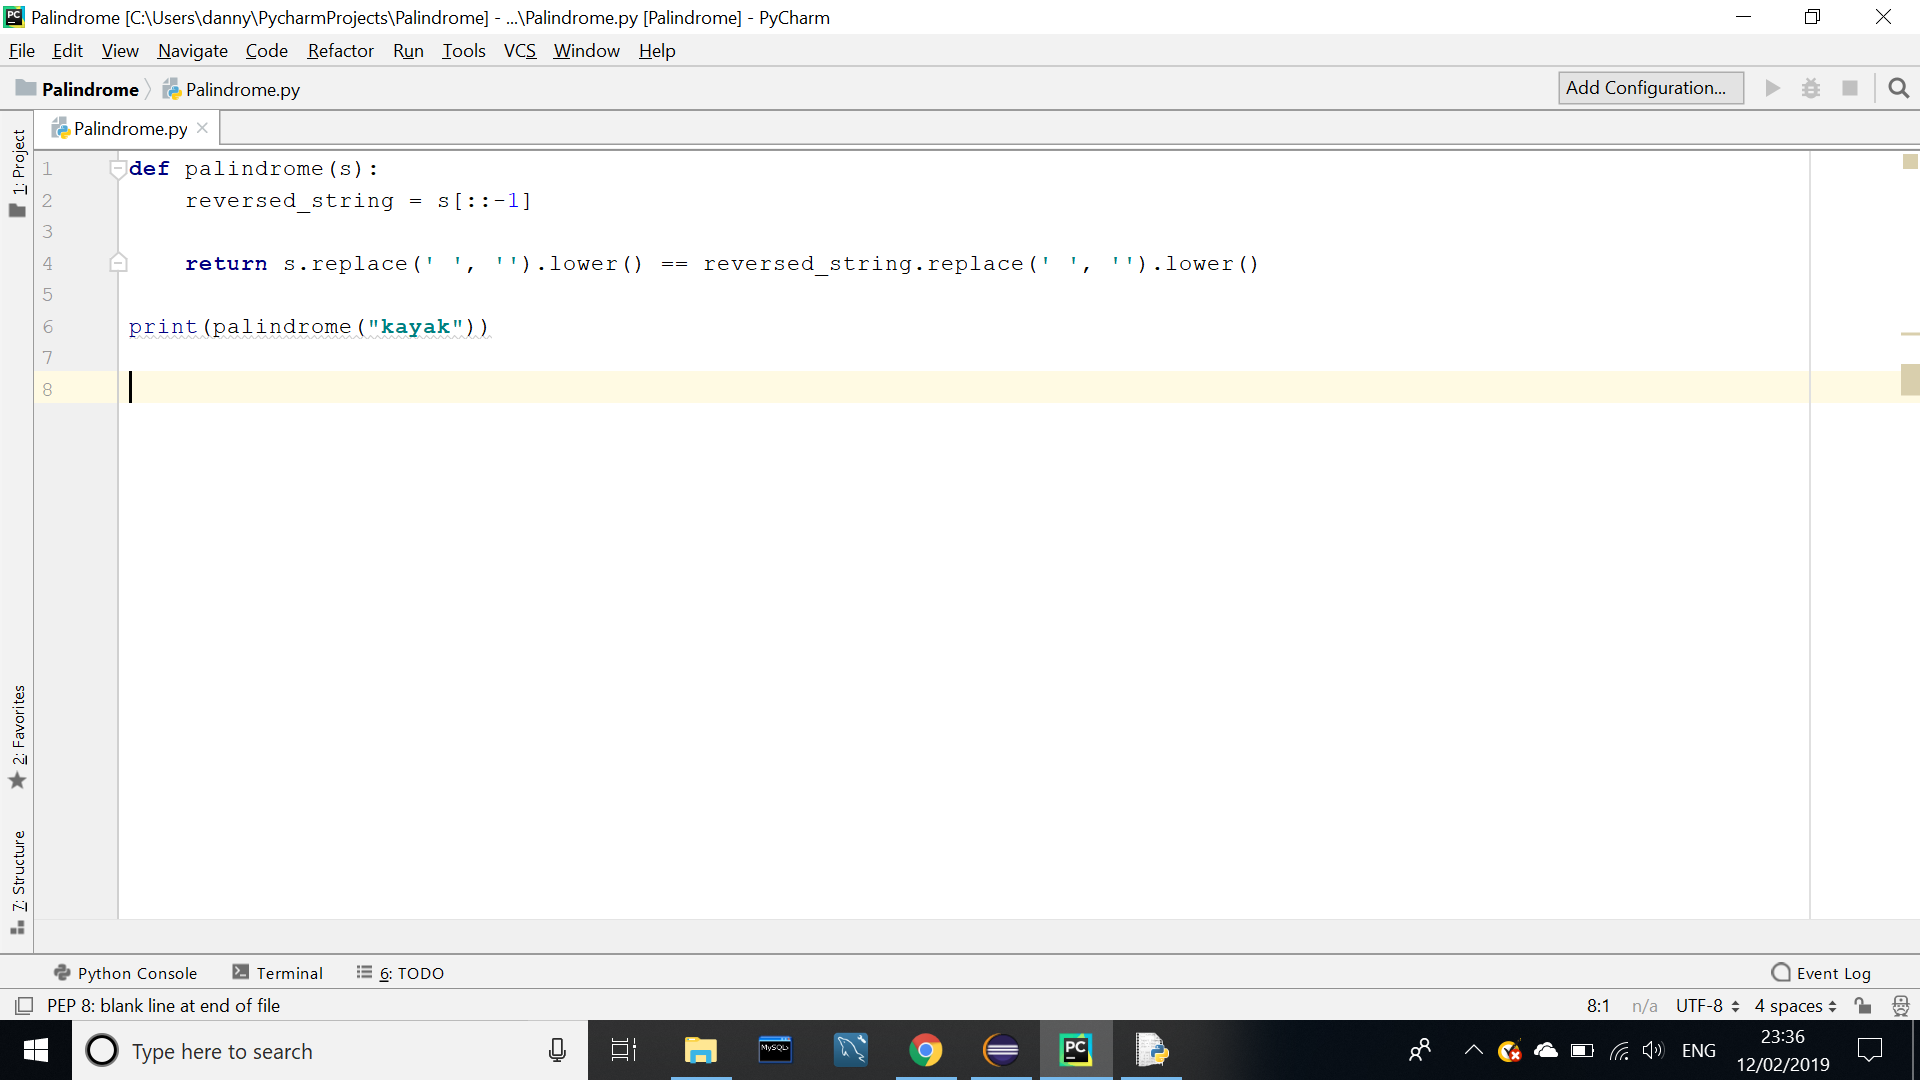 Palindrome [C:\Users\danny\PycharmProjects\Palindrome] - ...\Palindrome.py [Palindrome] - PyCharm
File Edit View Navigate Code Refactor Run Tools VCS Window Help
Palindrome Palindrome.py Add Configuration...
Palindrome.py
1: Project
1 def palindrome(s):
2 reversed_string = s[::-1]
3
4 return s.replace(' ', '').lower() == reversed_string.replace(' ', '').lower()
5
6 print(palindrome("kayak"))
7
8
2: Favorites
7: Structure
Python Console Terminal 6: TODO Event Log
PEP 8: blank line at end of file 8:1 n/a UTF-8 4 spaces
Type here to search ENG 23:36
12/02/2019
PC
MySQL>
PC